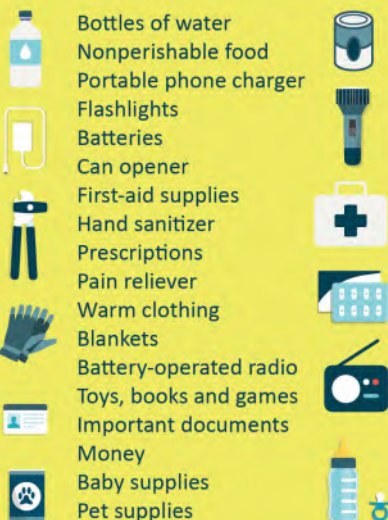 Bottles of water
Nonperishable food
Portable phone charger
Flashlights
Batteries
Can opener
First-aid supplies
Hand sanitizer
Prescriptions
Pain reliever
Warm clothing
Blankets
Battery-operated radio
Toys, books and games
Important documents
Money
Baby supplies
Pet supplies